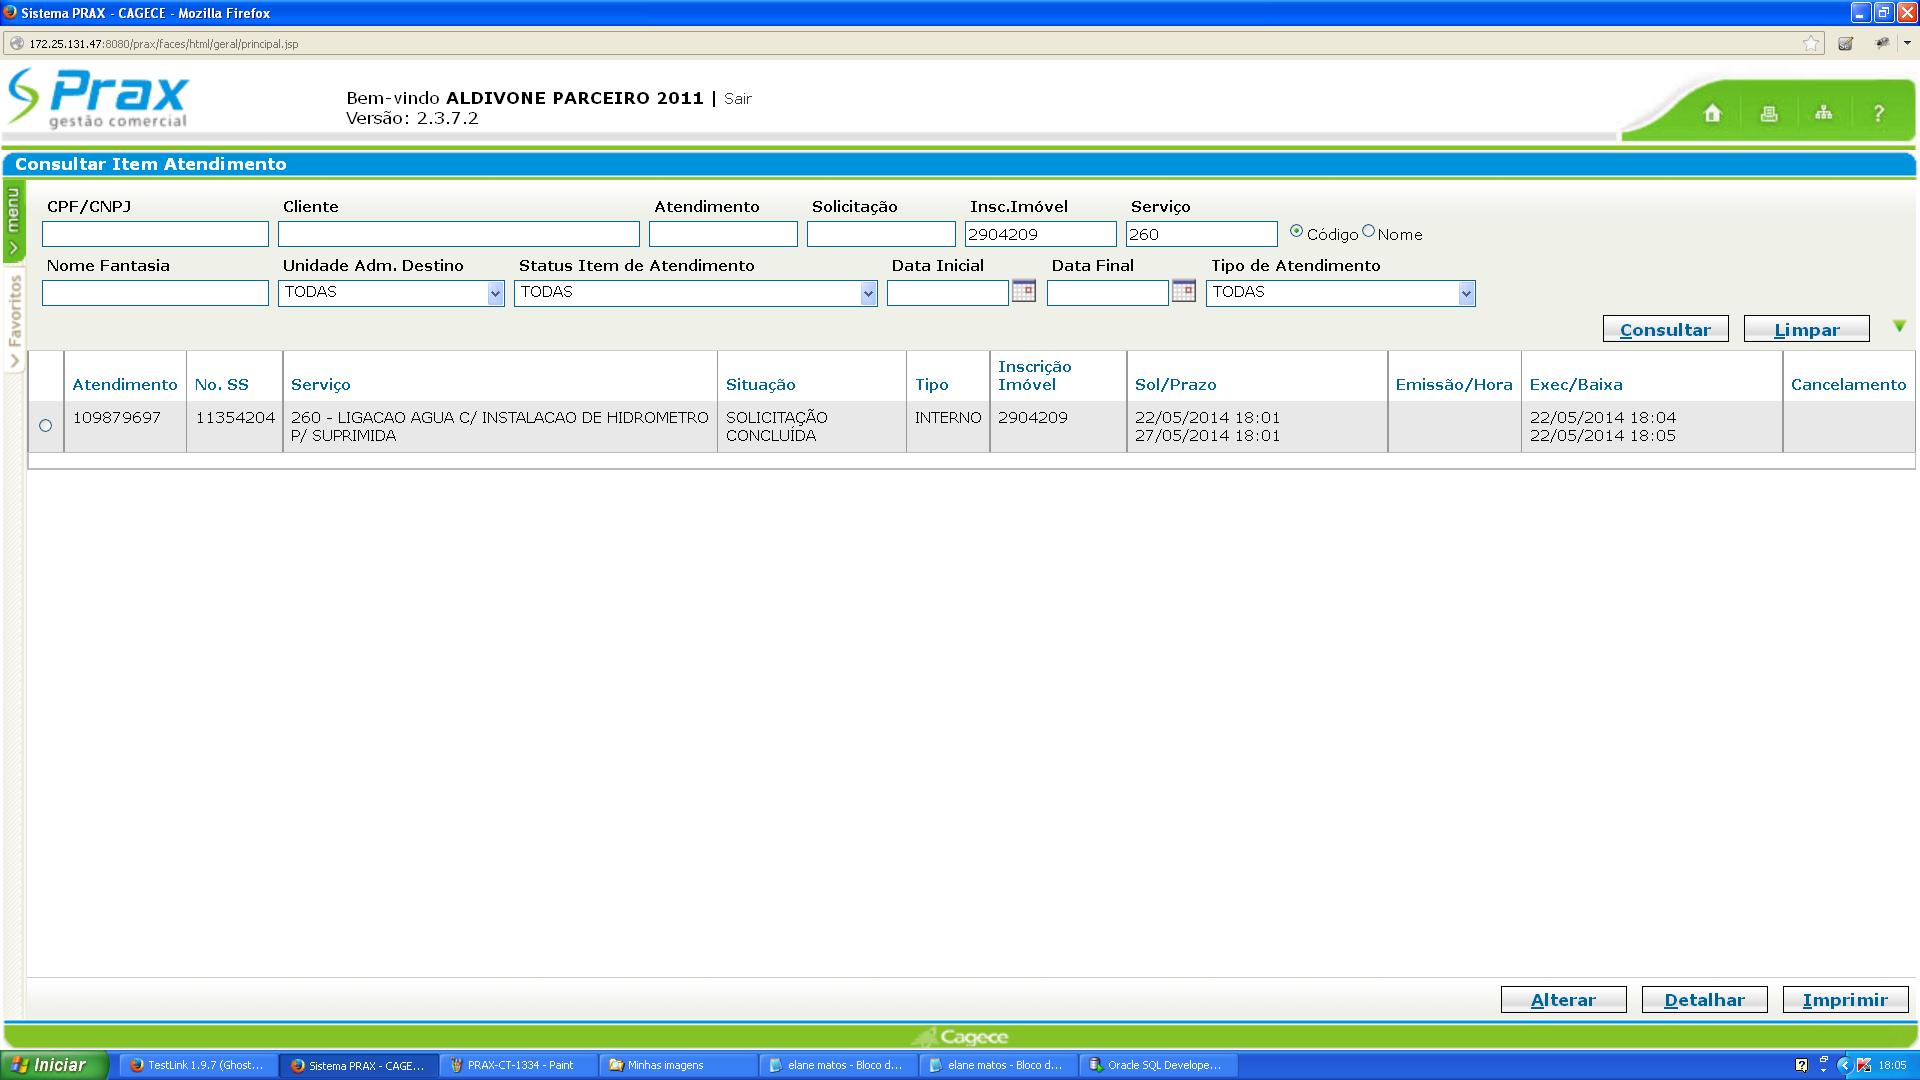 Sistema PRAX - CAGECE - Mozilla Firefox
172.25.131.47:8080/prax/faces/html/geral/principal.jsp
Prax
gestão comercial
Bem-vindo ALDIVONE PARCEIRO 2011 | Sair
Versão: 2.3.7.2
?
Consultar Item Atendimento
menu
Favoritos
CPF/CNPJ Cliente Atendimento Solicitação Insc.Imóvel Serviço
2904209 260 Código Nome
Nome Fantasia Unidade Adm. Destino Status Item de Atendimento Data Inicial Data Final Tipo de Atendimento
TODAS TODAS TODAS
Consultar Limpar
Atendimento No. SS Serviço Situação Tipo Inscrição Imóvel Sol/Prazo Emissão/Hora Exec/Baixa Cancelamento
109879697 11354204 260 - LIGACAO AGUA C/ INSTALACAO DE HIDROMETRO SOLICITAÇÃO INTERNO 2904209 22/05/2014 18:01 22/05/2014 18:04
P/ SUPRIMIDA CONCLUÍDA 27/05/2014 18:01 22/05/2014 18:05
Alterar Detalhar Imprimir
Cagece
Iniciar TestLink 1.9.7 (Ghost... Sistema PRAX - CAGE... PRAX-CT-1334 - Paint Minhas imagens elane matos - Bloco d... elane matos - Bloco d... Oracle SQL Develope... 18:05